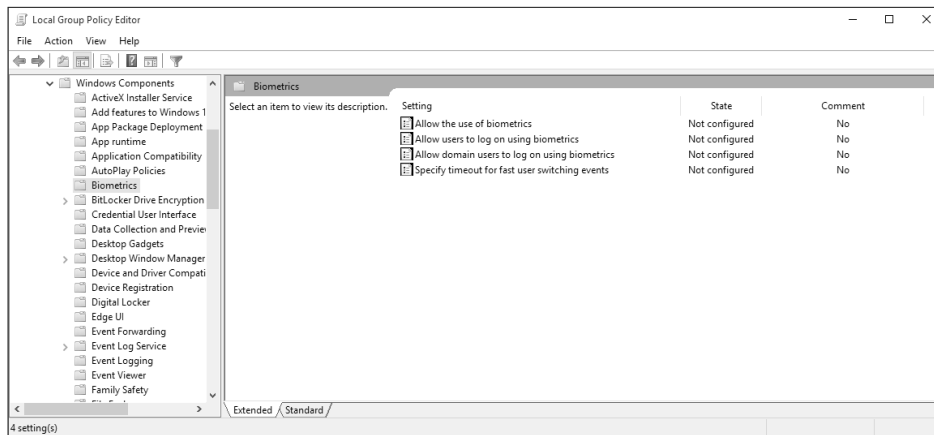 Local Group Policy Editor
File Action View Help
Windows Components
ActiveX Installer Service
Add features to Windows 1
App Package Deployment
App runtime
Application Compatibility
AutoPlay Policies
Biometrics
BitLocker Drive Encryption
Credential User Interface
Data Collection and Preview
Desktop Gadgets
Desktop Window Manager
Device and Driver Compati
Device Registration
Digital Locker
Edge UI
Event Forwarding
Event Log Service
Event Logging
Event Viewer
Family Safety
Biometrics
Select an item to view its description.
Setting State Comment
Allow the use of biometrics Not configured No
Allow users to log on using biometrics Not configured No
Allow domain users to log on using biometrics Not configured No
Specify timeout for fast user switching events Not configured No
Extended Standard
4 setting(s)